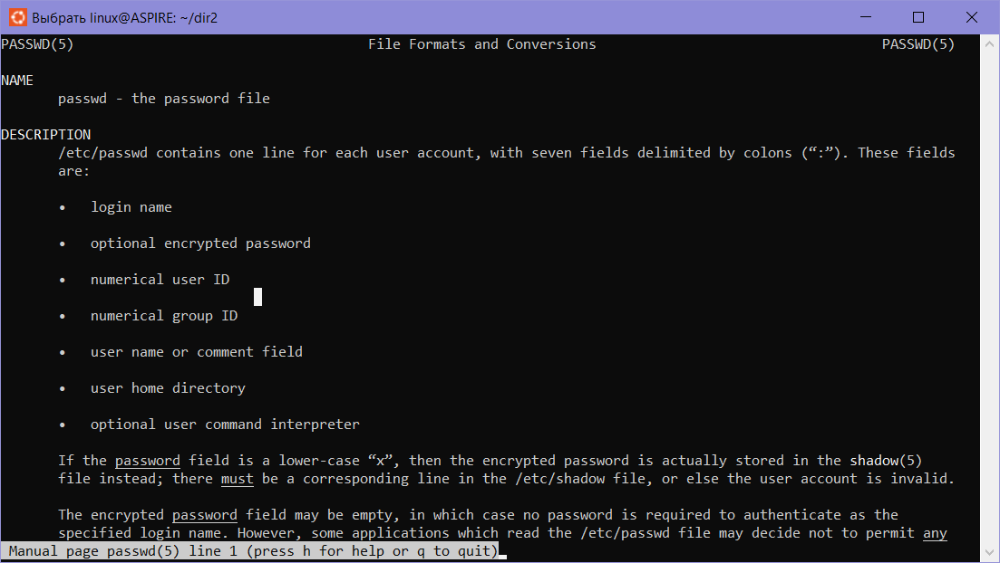 Выбрать linux@ASPIRE: ~/dir2
PASSWD(5) File Formats and Conversions PASSWD(5)
NAME
passwd - the password file
DESCRIPTION
/etc/passwd contains one line for each user account, with seven fields delimited by colons (“:”). These fields
are:
• login name
• optional encrypted password
• numerical user ID
• numerical group ID
• user name or comment field
• user home directory
• optional user command interpreter
If the password field is a lower-case “x”, then the encrypted password is actually stored in the shadow(5)
file instead; there must be a corresponding line in the /etc/shadow file, or else the user account is invalid.
The encrypted password field may be empty, in which case no password is required to authenticate as the
specified login name. However, some applications which read the /etc/passwd file may decide not to permit any
Manual page passwd(5) line 1 (press h for help or q to quit)